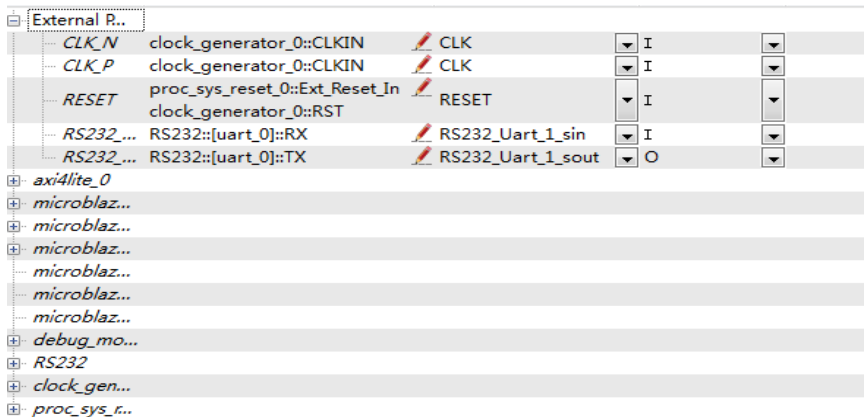 External P...
CLK_N clock_generator_0::CLKIN CLK I
CLK_P clock_generator_0::CLKIN CLK I
RESET proc_sys_reset_0::Ext_Reset_In RESET I
clock_generator_0::RST
RS232_... RS232::[uart_0]::RX RS232_Uart_1_sin I
RS232_... RS232::[uart_0]::TX RS232_Uart_1_sout O
axi4lite_0
microblaz...
microblaz...
microblaz...
microblaz...
microblaz...
microblaz...
debug_mo...
RS232
clock_gen...
proc_sys_r...